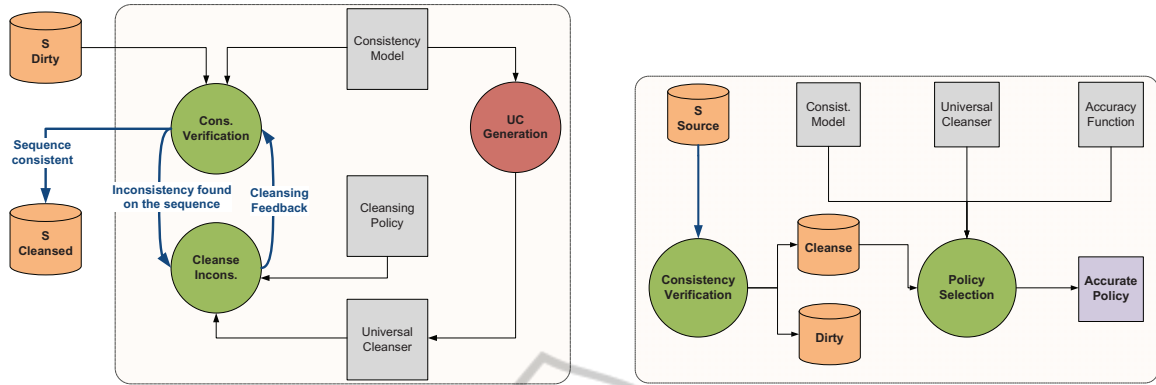 S
Dirty
Consistency
Model
Cons.
Verification
UC
Generation
Sequence
consistent
Inconsistency found
on the sequence
Cleansing
Feedback
Cleansing
Policy
S
Cleansed
Cleanse
Incons.
Universal
Cleanser
S
Source
Consist.
Model
Universal
Cleanser
Accuracy
Function
Cleanse
Consistency
Verification
Policy
Selection
Accurate
Policy
Dirty